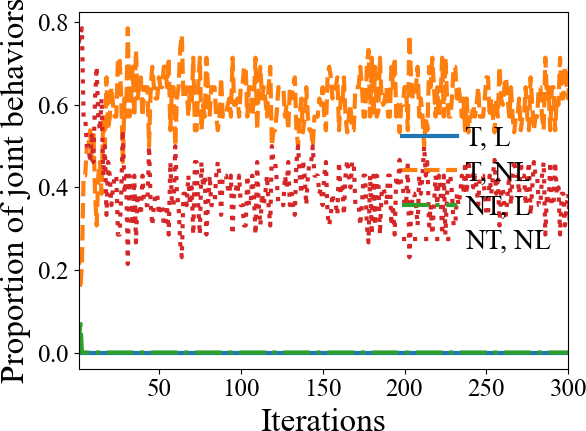 Proportion of joint behaviors
0.8
0.6
0.4
0.2
0.0
T, L
T, NL
NT, L
NT, NL
50 100 150 200 250 300
Iterations